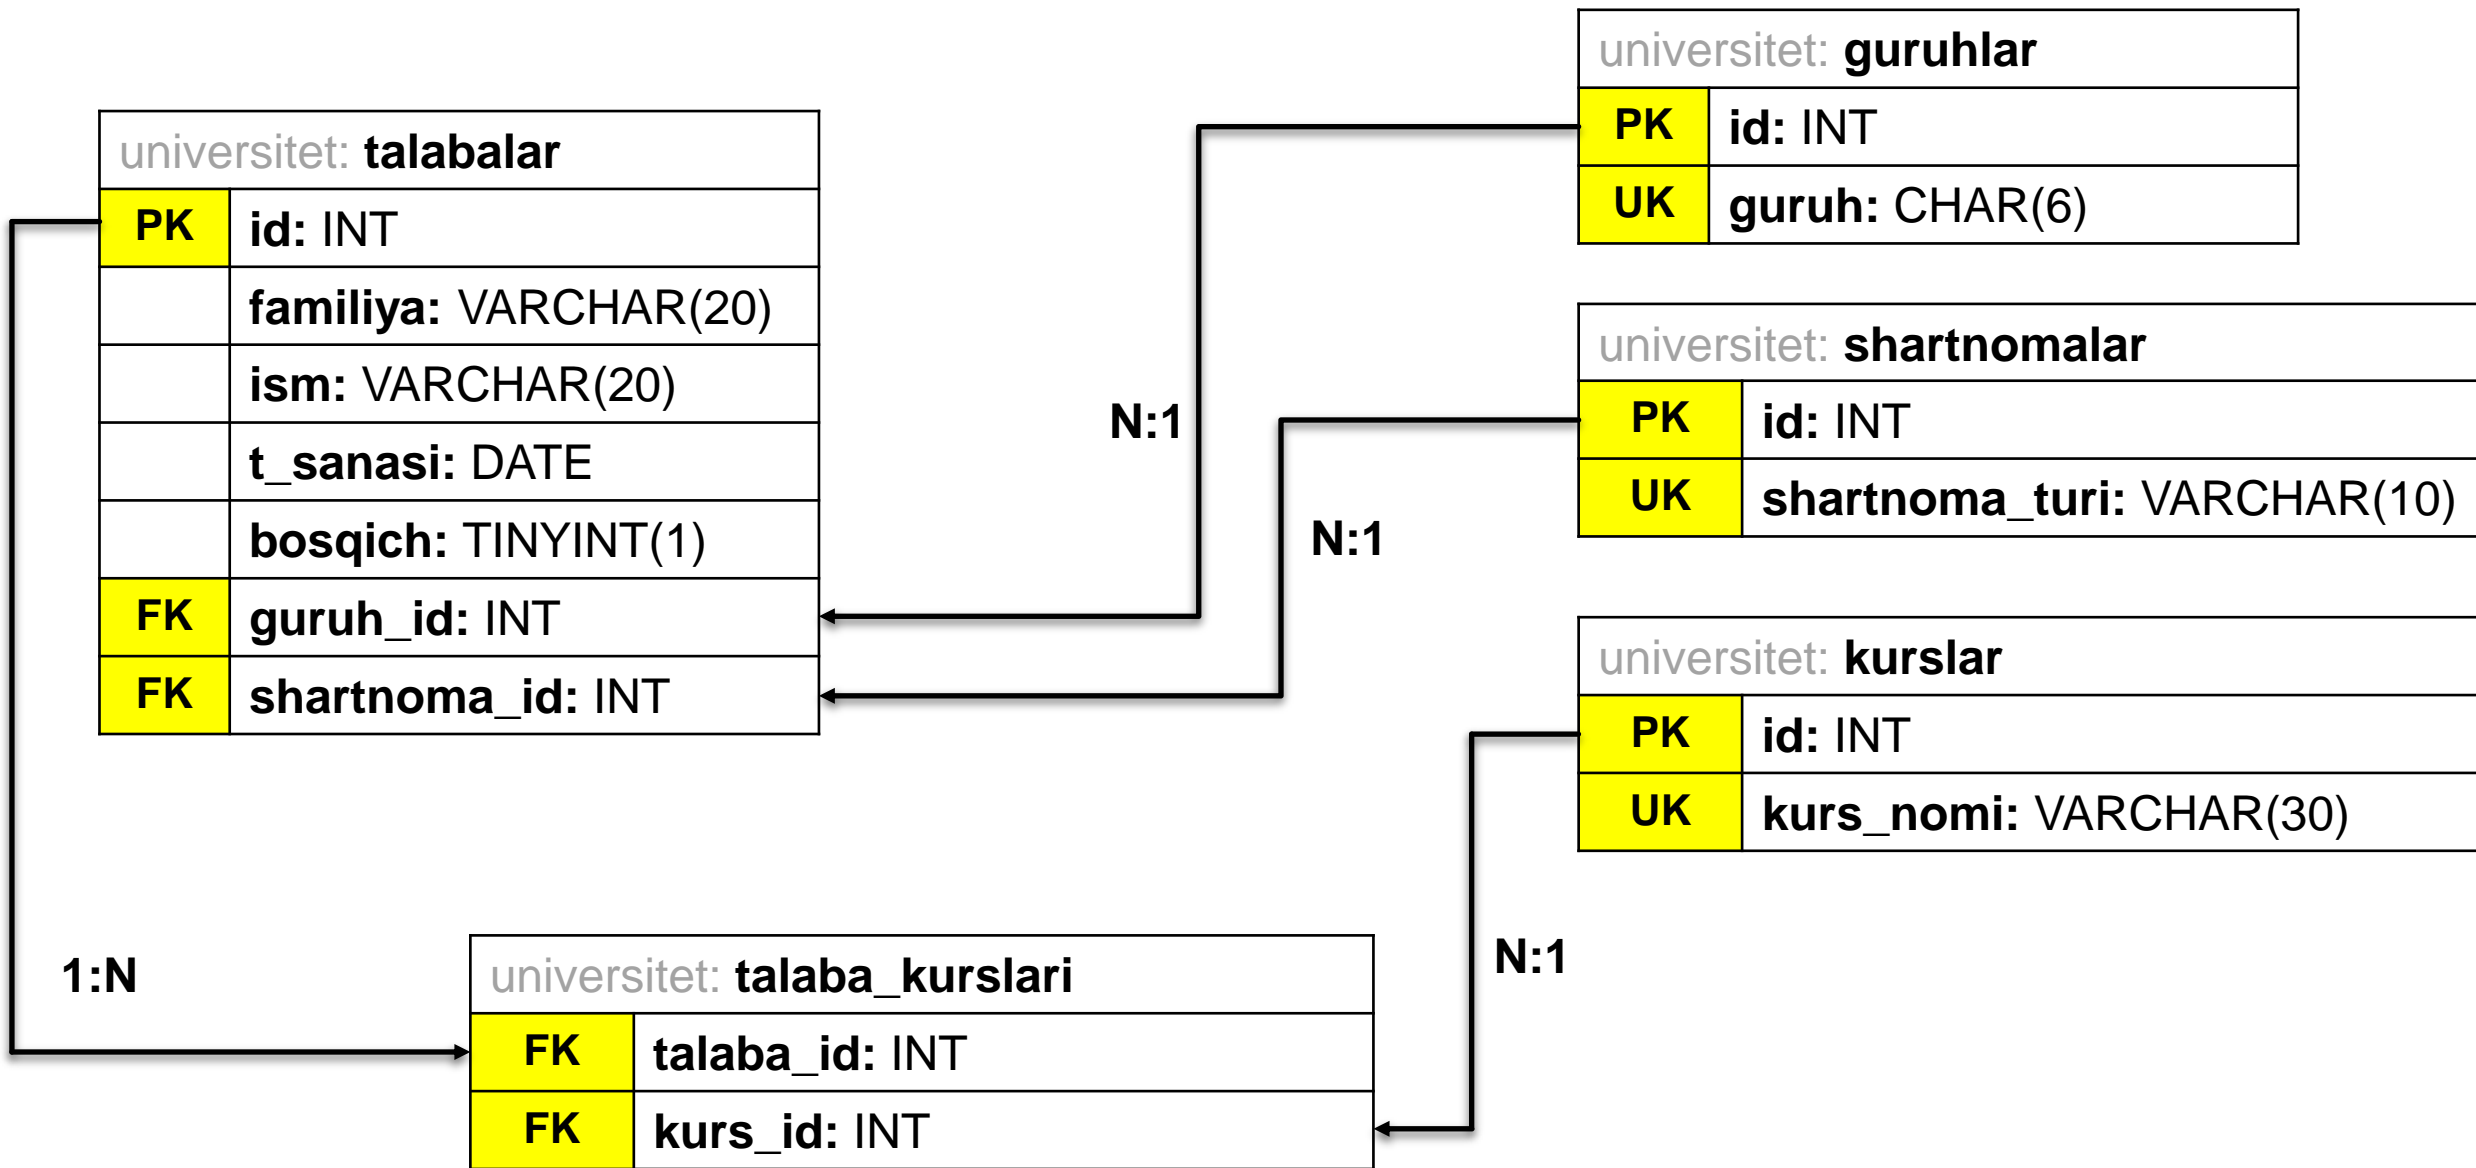 universitet: talabalar
PK id: INT
familiya: VARCHAR(20)
ism: VARCHAR(20)
t_sanasi: DATE
bosqich: TINYINT(1)
FK guruh_id: INT
FK shartnoma_id: INT
universitet: guruhlar
PK id: INT
UK guruh: CHAR(6)
N:1
universitet: shartnomalar
PK id: INT
UK shartnoma_turi: VARCHAR(10)
N:1
universitet: kurslar
PK id: INT
UK kurs_nomi: VARCHAR(30)
N:1
1:N
universitet: talaba_kurslari
FK talaba_id: INT
FK kurs_id: INT